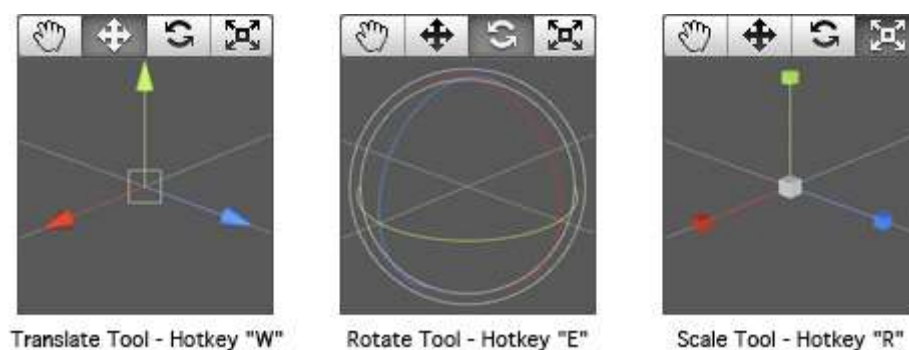 Translate Tool - Hotkey "W"
Rotate Tool - Hotkey "E"
Scale Tool - Hotkey "R"